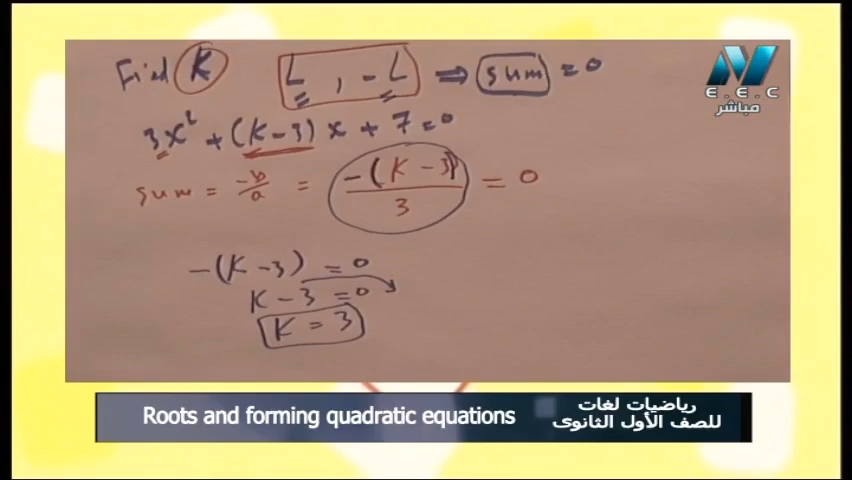 Find K L , - L ⇒ sum = 0
3x² + (K-3) x + 7 = 0
sum = -b/a = -(K-3)/3 = 0
-(K-3) = 0
K-3 = 0
K = 3
E.E.C
مباشر
Roots and forming quadratic equations
رياضيات لغات
للصف الأول الثانوى